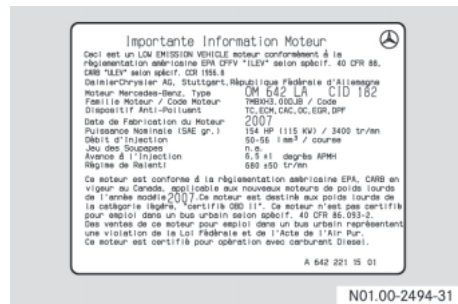 Importante Information Moteur
Ceci est un LOW EMISSION VEHICLE moteur conformément à la
réglementation américaine EPA CFFV "ILEV" selon spécif. 40 CFR 88,
CARB "ULEV" selon spécif. CCR 1956.8
DaimlerChrysler AG, Stuttgart, République Fédérale d'Allemagne
Moteur Mercedes-Benz, Type OM 642 LA CID 182
Famille Moteur / Code Moteur 7MBXH3.00DJB / Code
Dispositif Anti-Polluant TC,ECM,CAC,OC,EGR,DPF
Date de Fabrication du Moteur 2007
Puissance Nominale (SAE gr.) 154 HP (115 KV) / 3400 tr/mn
Débit d'Injection 50-56 mm³ / course
Jeu des Soupapes n.a.
Avance à l'Injection 6,5 ±1 degrés APMH
Régime de Ralenti 680 ±50 tr/mn
Ce moteur est conforme à la réglementation américaine EPA, CARB en
vigeur au Canada, applicable aux nouveaux moteurs de poids lourds
de l'année modèle 2007. Ce moteur est destiné aux poids lourds de
la catégorie légère, "certifié OBD II". Ce moteur n'est pas certifié
pour emploi dans un bus urbain selon spécif. 40 CFR 86.093-2.
Des ventes de ce moteur pour emploi dans un bus urbain représentent
une violation de la Loi Fédérale et de l'Acte de l'Air Pur.
Ce moteur est certifié pour opération avec carburant Diesel.
A 642 221 15 01
N01.00-2494-31